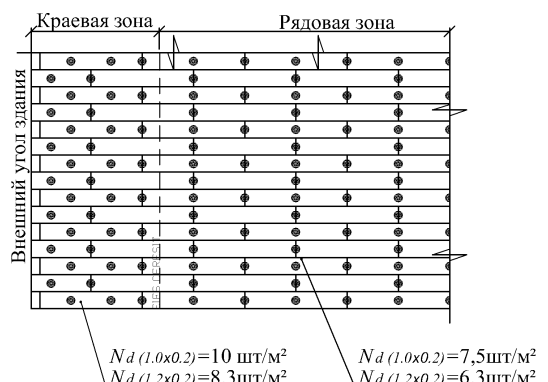 Краевая зона
Рядовая зона
Внешний угол здания
Nd (1.0x0.2)=10 шт/м²
Nd (1.2x0.2)=8,3шт/м²
Nd (1.0x0.2)=7,5шт/м²
Nd (1.2x0.2)=6,3шт/м²